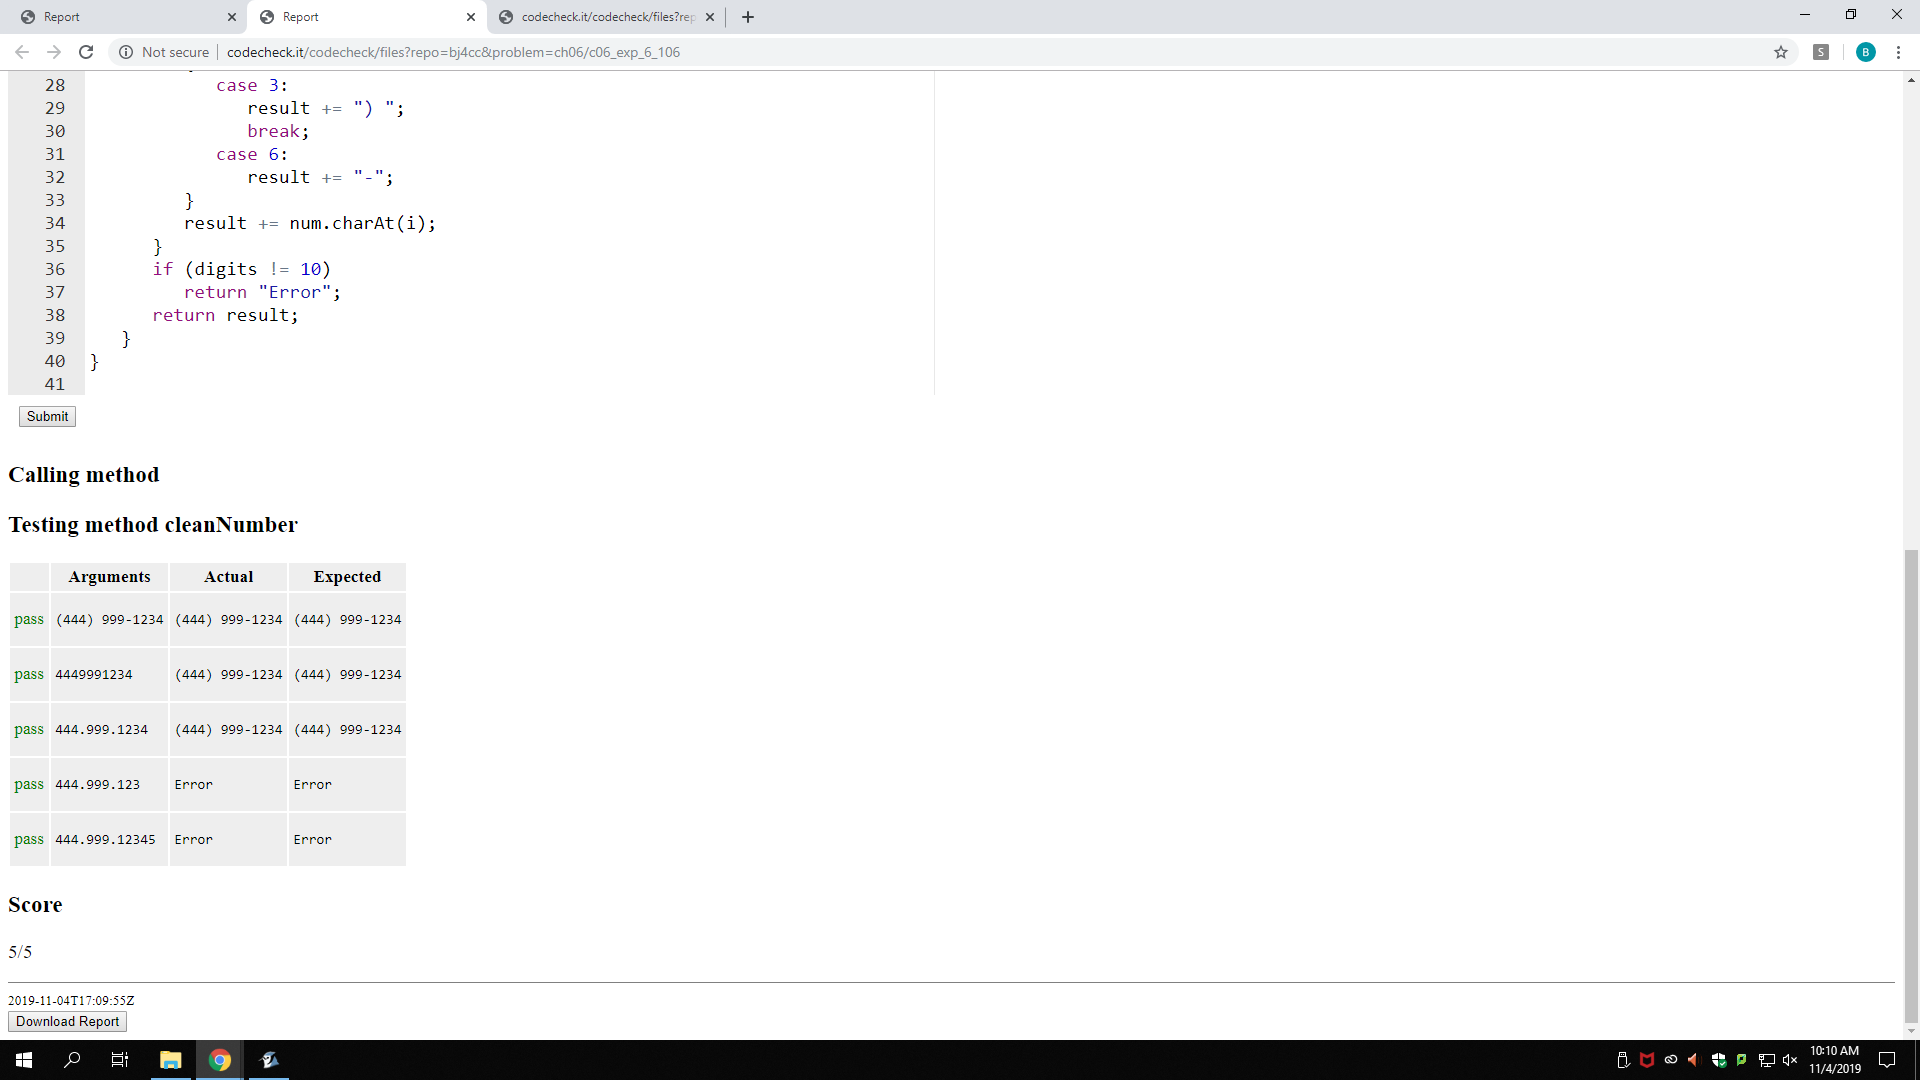 Report
Report
codecheck.it/codecheck/files?rep
Not secure codecheck.it/codecheck/files?repo=bj4cc&problem=ch06/c06_exp_6_106
S
B
28 case 3:
29 result += ") ";
30 break;
31 case 6:
32 result += "-";
33 }
34 result += num.charAt(i);
35 }
36 if (digits != 10)
37 return "Error";
38 return result;
39 }
40 }
41
Submit
Calling method
Testing method cleanNumber
Arguments Actual Expected
pass (444) 999-1234 (444) 999-1234 (444) 999-1234
pass 4449991234 (444) 999-1234 (444) 999-1234
pass 444.999.1234 (444) 999-1234 (444) 999-1234
pass 444.999.123 Error Error
pass 444.999.12345 Error Error
Score
5/5
2019-11-04T17:09:55Z
Download Report
10:10 AM
11/4/2019